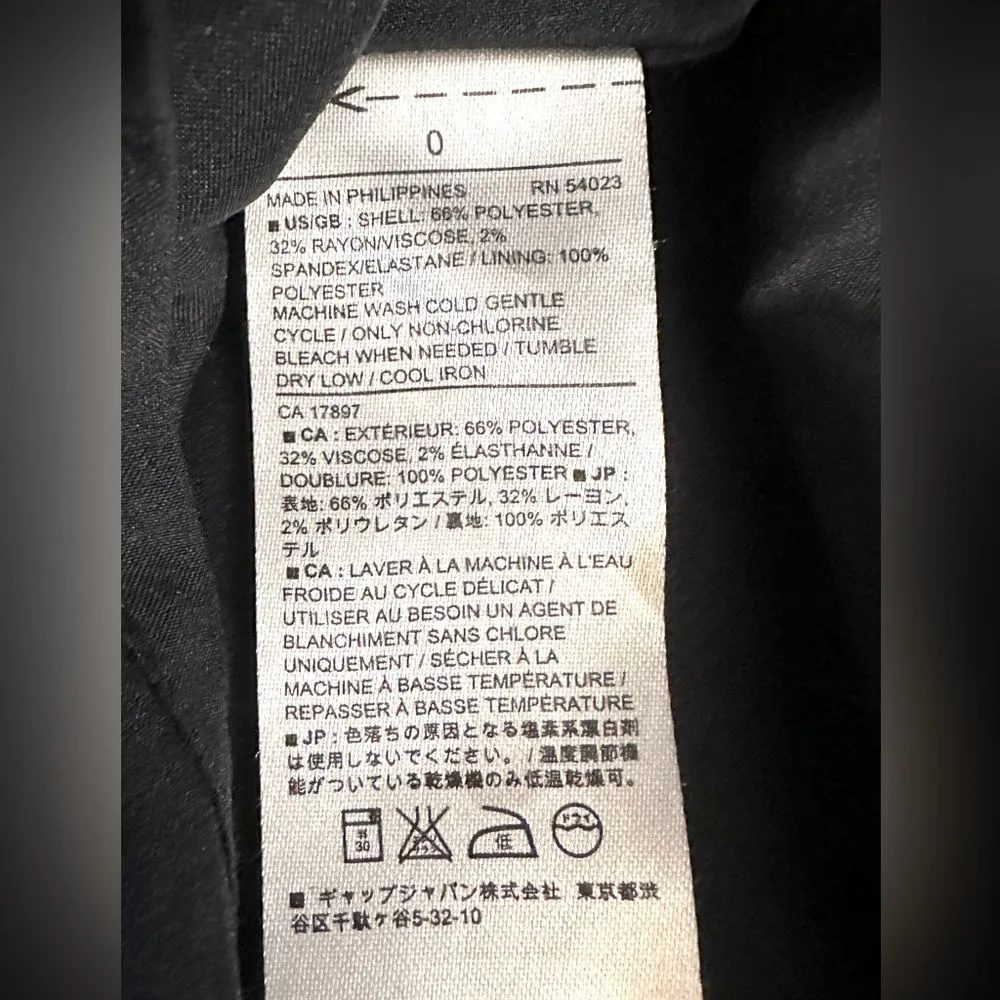 0
MADE IN PHILIPPINES RN 54023
■ US/GB : SHELL: 66% POLYESTER,
32% RAYON/VISCOSE, 2%
SPANDEX/ELASTANE / LINING: 100%
POLYESTER
MACHINE WASH COLD GENTLE
CYCLE / ONLY NON-CHLORINE
BLEACH WHEN NEEDED / TUMBLE
DRY LOW / COOL IRON
CA 17897
■ CA : EXTÉRIEUR: 66% POLYESTER,
32% VISCOSE, 2% ÉLASTHANNE /
DOUBLURE: 100% POLYESTER ■ JP :
表地: 66% ポリエステル, 32% レーヨン,
2% ポリウレタン / 裏地: 100% ポリエス
テル
■ CA : LAVER À LA MACHINE À L'EAU
FROIDE AU CYCLE DÉLICAT /
UTILISER AU BESOIN UN AGENT DE
BLANCHIMENT SANS CHLORE
UNIQUEMENT / SÉCHER À LA
MACHINE À BASSE TEMPÉRATURE /
REPASSER À BASSE TEMPÉRATURE
■ JP : 色落ちの原因となる塩素系漂白剤
は使用しないでください。 / 温度調節機
能がついている乾燥機のみ低温乾燥可。
弱 30 低 ドライ
■ ギャップジャパン株式会社 東京都渋
谷区千駄ヶ谷5-32-10